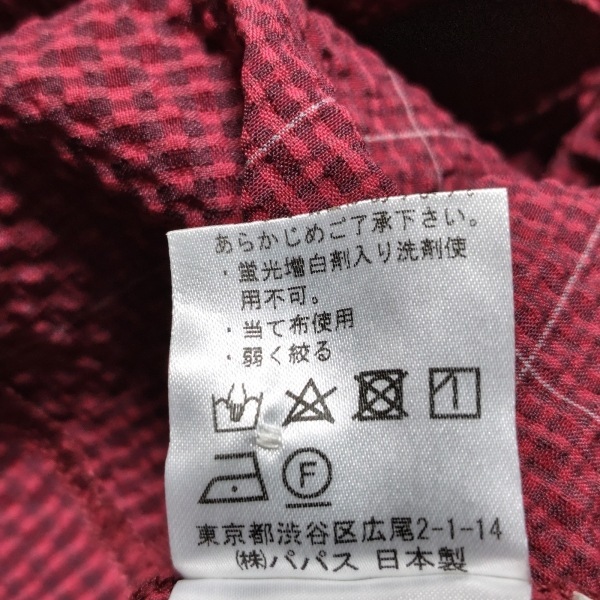 あらかじめご了承下さい。
・蛍光増白剤入り洗剤使
用不可。
・当て布使用
・弱く絞る
F
東京都渋谷区広尾2-1-14
㈱パパス 日本製